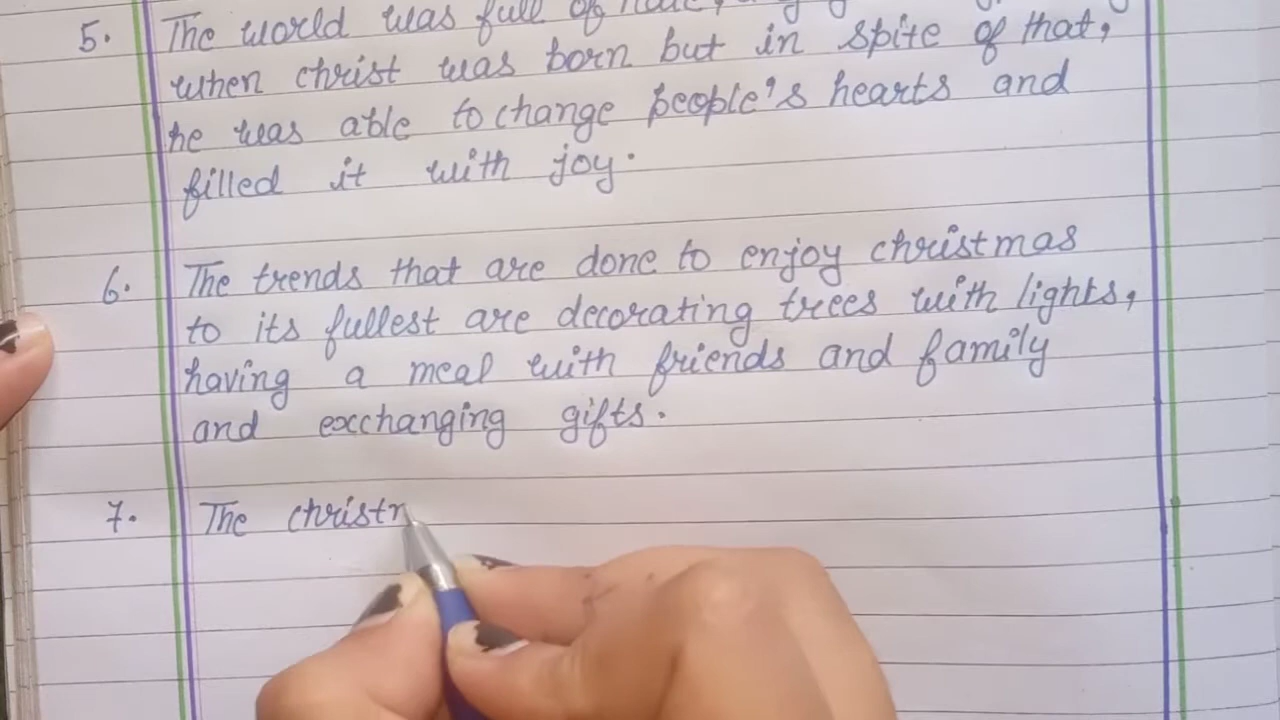 5. The world was full of
when christ was born but in spite of that,
he was able to change people's hearts and
filled it with joy.
6. The trends that are done to enjoy christmas
to its fullest are decorating trees with lights,
having a meal with friends and family
and exchanging gifts.
7. The christm